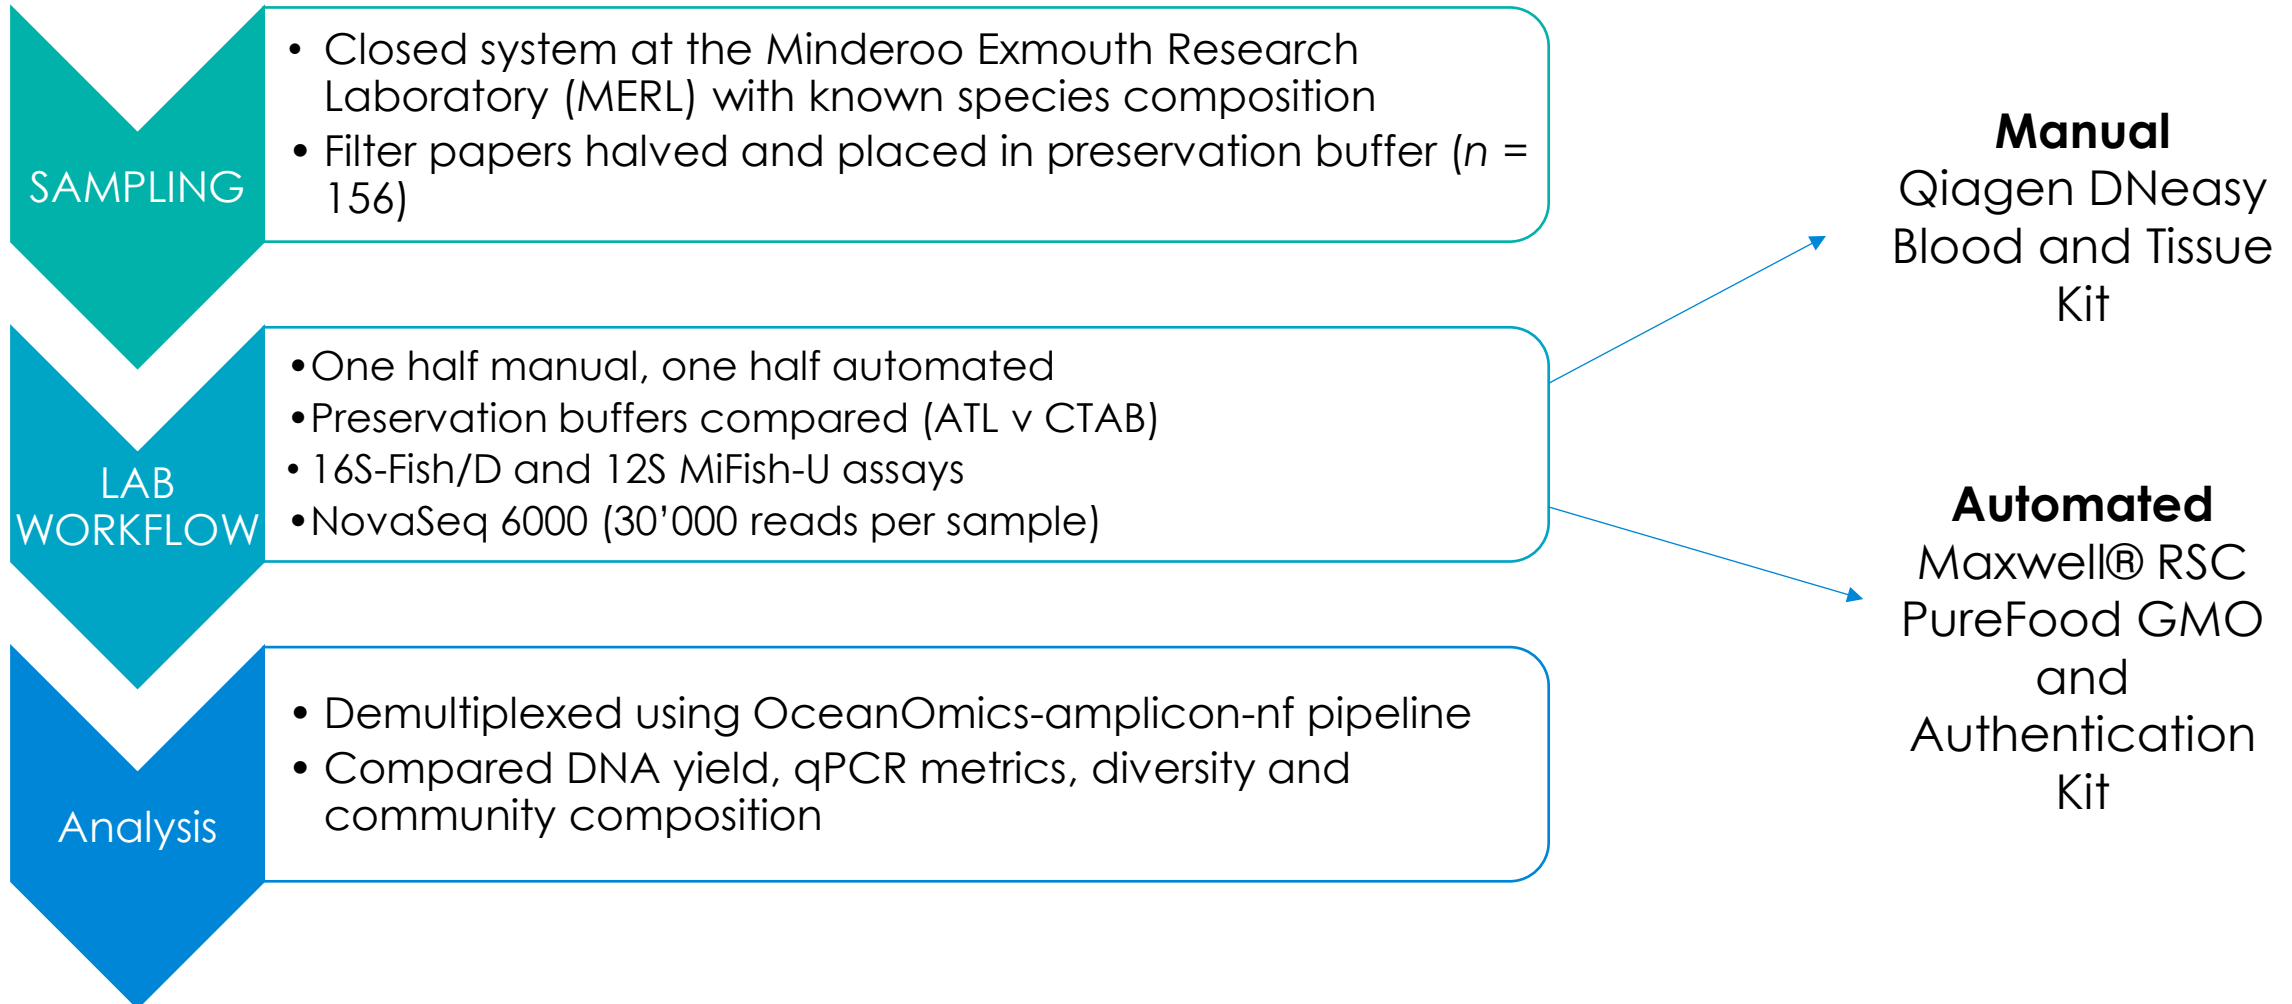 SAMPLING
• Closed system at the Minderoo Exmouth Research
Laboratory (MERL) with known species composition
• Filter papers halved and placed in preservation buffer (n =
156)
LAB
WORKFLOW
•One half manual, one half automated
•Preservation buffers compared (ATL v CTAB)
• 16S-Fish/D and 12S MiFish-U assays
•NovaSeq 6000 (30’000 reads per sample)
Analysis
• Demultiplexed using OceanOmics-amplicon-nf pipeline
• Compared DNA yield, qPCR metrics, diversity and
community composition
Manual
Qiagen DNeasy
Blood and Tissue
Kit
Automated
Maxwell® RSC
PureFood GMO
and
Authentication
Kit